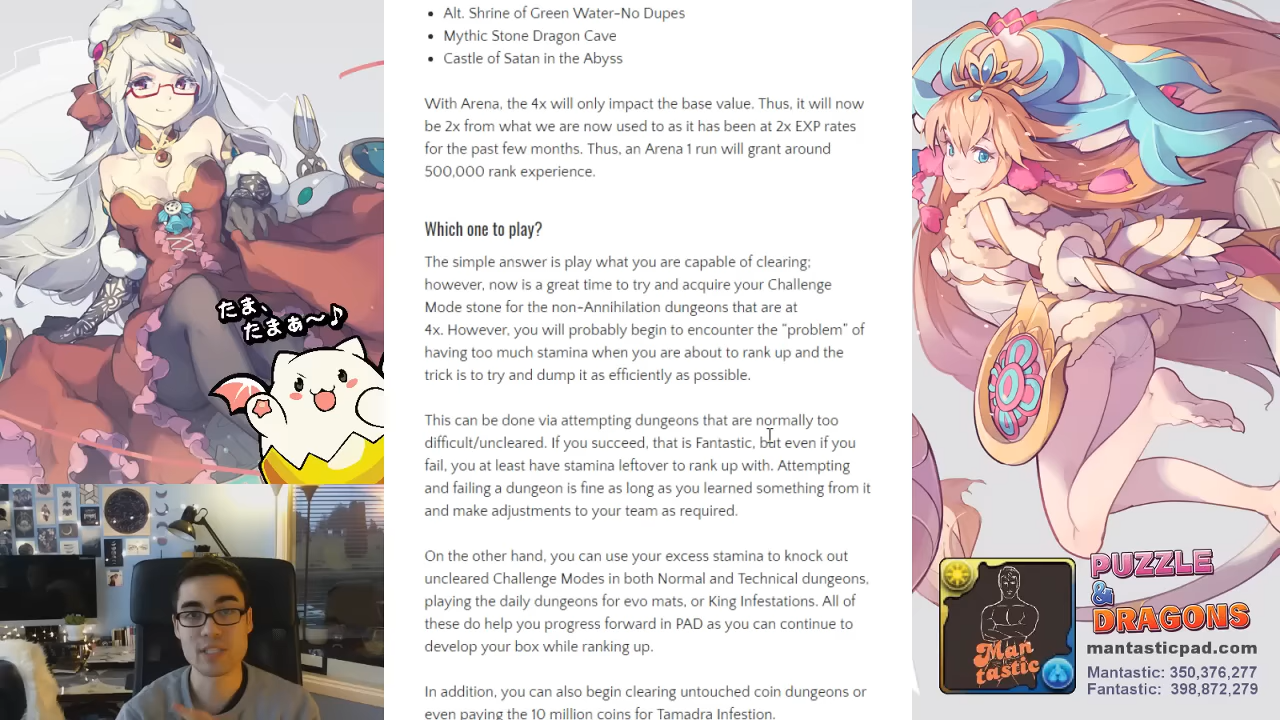 • Alt. Shrine of Green Water-No Dupes
• Mythic Stone Dragon Cave
• Castle of Satan in the Abyss
With Arena, the 4x will only impact the base value. Thus, it will now
be 2x from what we are now used to as it has been at 2x EXP rates
for the past few months. Thus, an Arena 1 run will grant around
500,000 rank experience.
Which one to play?
The simple answer is play what you are capable of clearing;
however, now is a great time to try and acquire your Challenge
Mode stone for the non-Annihilation dungeons that are at
4x. However, you will probably begin to encounter the “problem” of
having too much stamina when you are about to rank up and the
trick is to try and dump it as efficiently as possible.
This can be done via attempting dungeons that are normally too
difficult/uncleared. If you succeed, that is Fantastic, but even if you
fail, you at least have stamina leftover to rank up with. Attempting
and failing a dungeon is fine as long as you learned something from it
and make adjustments to your team as required.
On the other hand, you can use your excess stamina to knock out
uncleared Challenge Modes in both Normal and Technical dungeons,
playing the daily dungeons for evo mats, or King Infestations. All of
these do help you progress forward in PAD as you can continue to
develop your box while ranking up.
In addition, you can also begin clearing untouched coin dungeons or
even paying the 10 million coins for Tamadra Infestion.
たま、
たまぁ〜♪
Man
tastic
PUZZLE
&
DRAGONS
mantasticpad.com
Mantastic: 350,376,277
Fantastic: 398,872,279